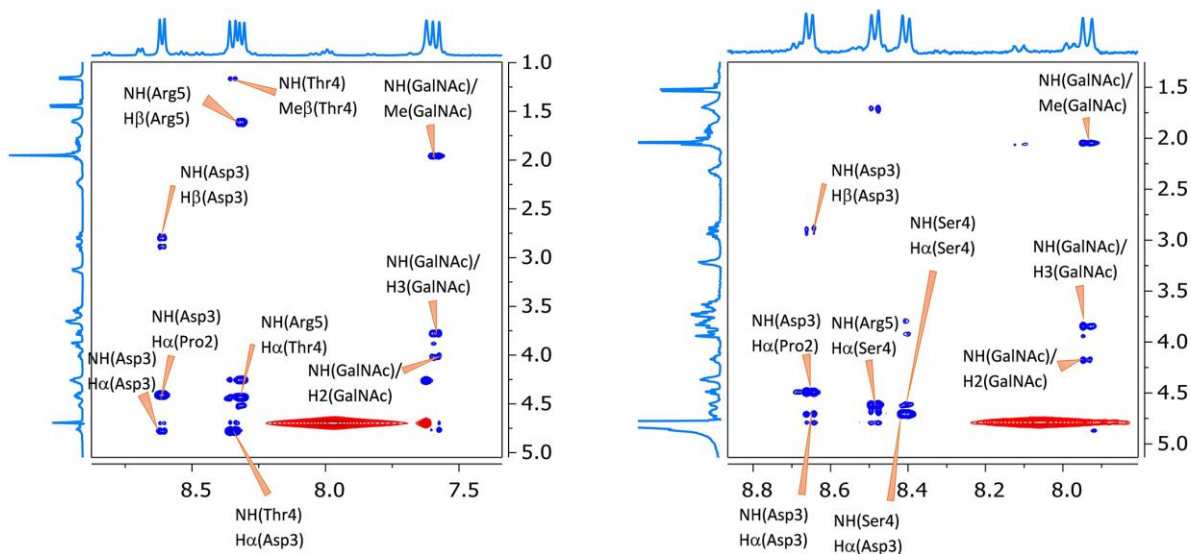 NH(Arg5)
Hβ(Arg5)
NH(Thr4)
Meβ(Thr4)
NH(GalNAc)/
Me(GalNAc)
NH(Asp3)
Hβ(Asp3)
NH(GalNAc)/
H3(GalNAc)
NH(Asp3)
Hα(Pro2)
NH(Arg5)
Hα(Thr4)
NH(Asp3)
Hα(Asp3)
NH(GalNAc)/
H2(GalNAc)
NH(Thr4)
Hα(Asp3)
1.0
1.5
2.0
2.5
3.0
3.5
4.0
4.5
5.0
8.5
8.0
7.5
NH(GalNAc)/
Me(GalNAc)
NH(Asp3)
Hβ(Asp3)
NH(Ser4)
Hα(Ser4)
NH(GalNAc)/
H3(GalNAc)
NH(Asp3)
Hα(Pro2)
NH(Arg5)
Hα(Ser4)
NH(GalNAc)/
H2(GalNAc)
NH(Asp3)
Hα(Asp3)
NH(Ser4)
Hα(Asp3)
1.5
2.0
2.5
3.0
3.5
4.0
4.5
5.0
8.8
8.6
8.4
8.2
8.0